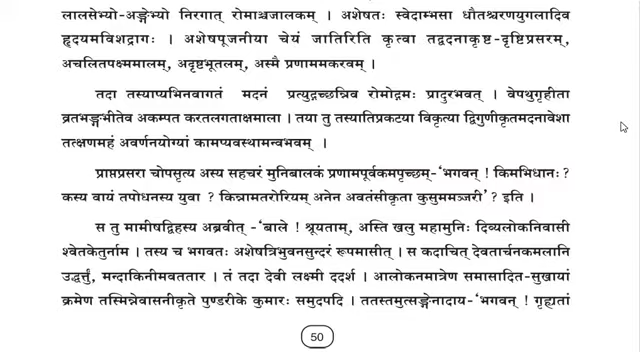 लालसेभ्यो-अङ्गेभ्यो निरगात् रोमाञ्चजालकम् । अशेषतः स्वेदाम्भसा धौतश्चरणयुगलादिव
हृदयमविशद्रागः । अशेषपूजनीया चेयं जातिरिति कृत्वा तद्वदनाकृष्ट-दृष्टिप्रसरम्,
अचलितपक्ष्ममालम्, अदृष्टभूतलम्, अस्मै प्रणाममकरवम् ।
तदा तस्याप्यभिनवागतं मदनं प्रत्युद्गच्छन्निव रोमोद्गमः प्रादुरभवत् । वेपथुगृहीता
व्रतभङ्गभीतेव अकम्पत करतलगताक्षमाला । तया तु तस्यातिप्रकटया विकृत्या द्विगुणीकृतमदनावेशा
तत्क्षणमहं अवर्णनयोग्यां कामप्यवस्थामन्वभवम् ।
प्राप्तप्रसरा चोपसृत्य अस्य सहचरं मुनिबालकं प्रणामपूर्वकमपृच्छम्-‘भगवन् ! किमभिधानः ?
कस्य वायं तपोधनस्य युवा ? किन्नामतरोरियम् अनेन अवतंसीकृता कुसुममञ्जरी’ ? इति ।
स तु मामीषद्विहस्य अब्रवीत् -‘बाले ! श्रूयताम्, अस्ति खलु महामुनिः दिव्यलोकनिवासी
श्वेतकेतुर्नाम । तस्य च भगवतः अशेषत्रिभुवनसुन्दरं रूपमासीत् । स कदाचित् देवतार्चनकमलानि
उद्धर्त्तुं, मन्दाकिनीमवततार । तं तदा देवी लक्ष्मी ददर्श । आलोकनमात्रेण समासादित-सुखायां
क्रमेण तस्मिन्नेवासनीकृते पुण्डरीके कुमारः समुदपदि । ततस्तमुत्सङ्गेनादाय-‘भगवन् ! गृह्यतां
50